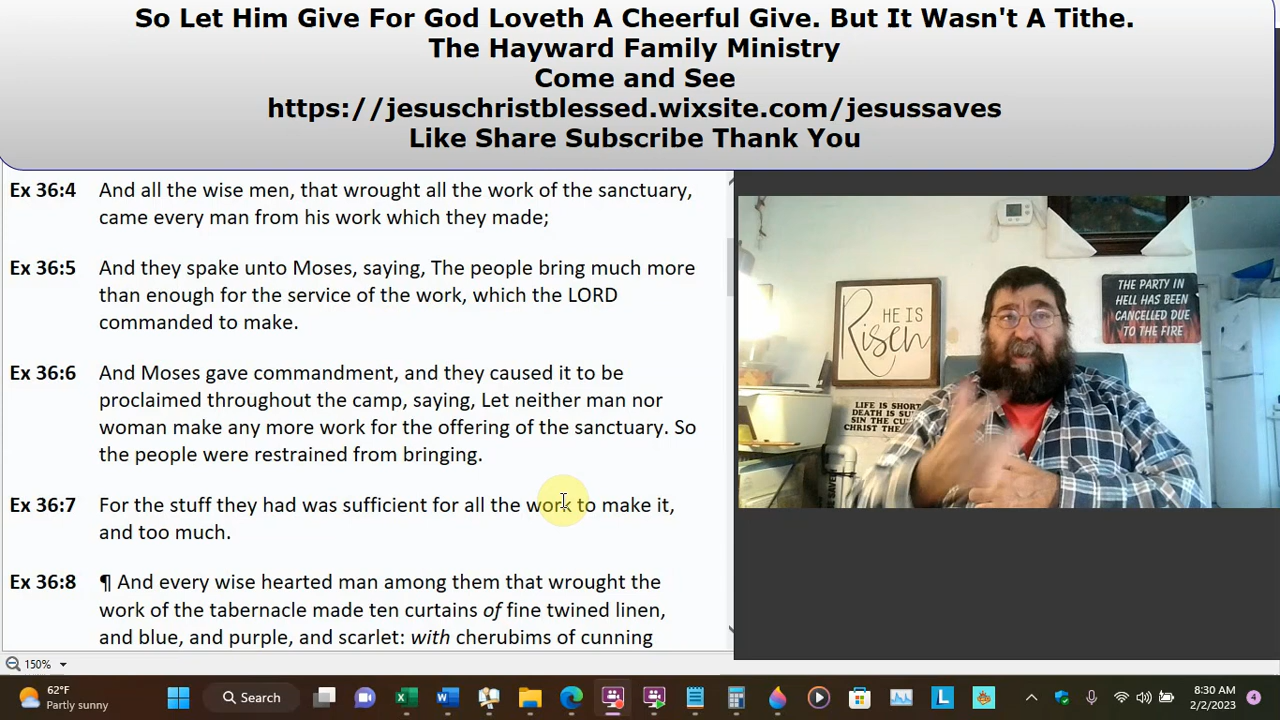 So Let Him Give For God Loveth A Cheerful Give. But It Wasn't A Tithe.
The Hayward Family Ministry
Come and See
https://jesuschristblessed.wixsite.com/jesussaves
Like Share Subscribe Thank You
Ex 36:4 And all the wise men, that wrought all the work of the sanctuary,
came every man from his work which they made;
Ex 36:5 And they spake unto Moses, saying, The people bring much more
than enough for the service of the work, which the LORD
commanded to make.
Ex 36:6 And Moses gave commandment, and they caused it to be
proclaimed throughout the camp, saying, Let neither man nor
woman make any more work for the offering of the sanctuary. So
the people were restrained from bringing.
Ex 36:7 For the stuff they had was sufficient for all the work to make it,
and too much.
Ex 36:8 ¶ And every wise hearted man among them that wrought the
work of the tabernacle made ten curtains of fine twined linen,
and blue, and purple, and scarlet: with cherubims of cunning
HE IS
Risen
THE PARTY IN
HELL HAS BEEN
CANCELLED DUE
TO THE FIRE
LIFE IS SHORT
DEATH IS
SIN THE
CHRIST THE
150%
62°F
Partly sunny
Search
8:30 AM
2/2/2023
4